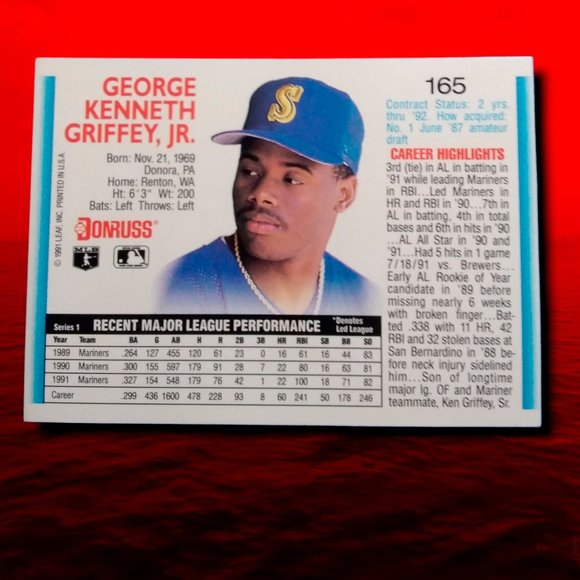 GEORGE
KENNETH
GRIFFEY, JR.
Born: Nov. 21, 1969
Donora, PA
Home: Renton, WA
Ht: 6'3" Wt: 200
Bats: Left Throws: Left
DONRUSS®
MLB
© 1991 LEAF, INC. PRINTED IN U.S.A.
S
165
Contract Status: 2 yrs.
thru '92. How acquired:
No. 1 June '87 amateur
draft
CAREER HIGHLIGHTS
3rd (tie) in AL in batting in
'91 while leading Mariners
in RBI...Led Mariners in
HR and RBI in '90...7th in
AL in batting, 4th in total
bases and 6th in hits in '90
...AL All Star in '90 and
'91...Had 5 hits in 1 game
7/18/91 vs. Brewers...
Early AL Rookie of Year
candidate in '89 before
missing nearly 6 weeks
with broken finger...Bat-
ted .338 with 11 HR, 42
RBI and 32 stolen bases at
San Bernardino in '88 be-
fore neck injury sidelined
him...Son of longtime
major lg. OF and Mariner
teammate, Ken Griffey, Sr.
Series 1 RECENT MAJOR LEAGUE PERFORMANCE *Denotes Led League
Year Team BA G AB H R 2B 3B HR RBI SB BB SO
1989 Mariners .264 127 455 120 61 23 0 16 61 16 44 83
1990 Mariners .300 155 597 179 91 28 7 22 80 16 63 81
1991 Mariners .327 154 548 179 76 42 1 22 100 18 71 82
Career .299 436 1600 478 228 93 8 60 241 50 178 246